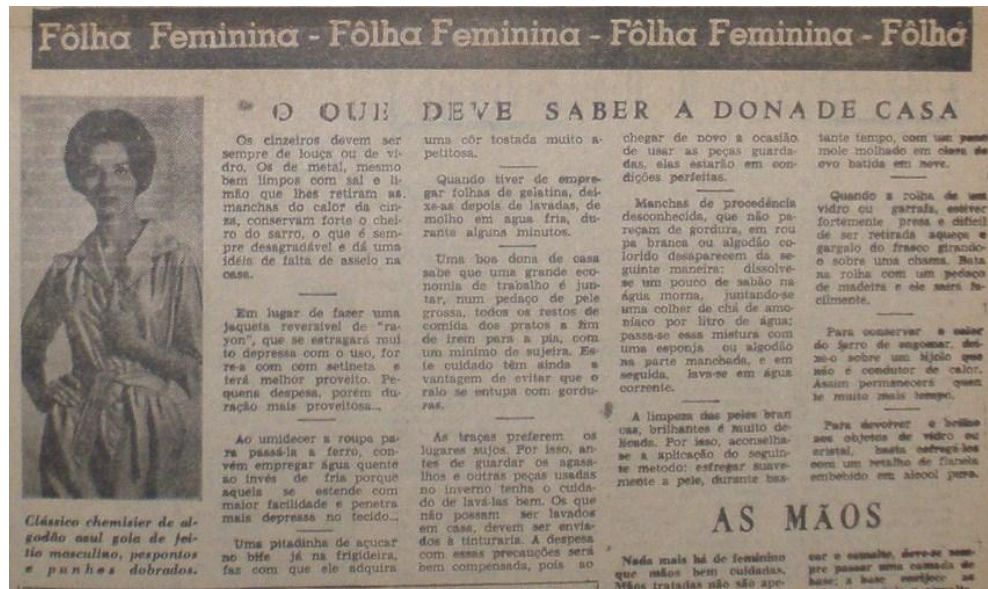 Fôlha Feminina - Fôlha Feminina - Fôlha Feminina - Fôlha
O QUE DEVE SABER A DONA DE CASA
Os cinzeiros devem ser
sempre de louça ou de vi-
dro. Os de metal, mesmo
bem limpos com sal e li-
mão que lhes retiram as
manchas do calor da cin-
za, conservam forte o chei-
ro do sarro, o que é sem-
pre desagradável e dá uma
idéia de falta de asseio na
casa.
Em lugar de fazer uma
jaqueta reversivel de "ra-
yon", que se estragará mui
to depressa com o uso, for
re-a com com setineta e
terá melhor proveito. Pe-
quena despesa, porém du-
ração mais proveitosa...
Ao umidecer a roupa pa-
ra passá-la a ferro, con-
vém empregar água quente
ao invés de fria porque
aquela se estende com
maior facilidade e penetra
mais depressa no tecido...
Uma pitadinha de açucar
no bife já na frigideira,
faz com que ele adquira
uma côr tostada muito a-
petitosa.
Quando tiver de empre-
gar folhas de gelatina, dei-
xe-as depois de lavadas, de
molho em agua fria, du-
rante alguns minutos.
Uma boa dona de casa
sabe que uma grande eco-
nomia de trabalho é jun-
tar, num pedaço de pele
grossa, todos os restos de
comida dos pratos a fim
de irem para a pia, com
um minimo de sujeira. Es-
te cuidado têm ainda a
vantagem de evitar que o
ralo se entupa com gordu-
ras.
As traças preferem os
lugares sujos. Por isso, an-
tes de guardar os agasa-
lhos e outras peças usadas
no inverno tenha o cuida-
do de lavá-las bem. Os que
não possam ser lavados
em casa, devem ser envia-
dos à tinturaria. A despesa
com essas precauções será
bem compensada, pois ao
chegar de novo a ocasião
de usar as peças guarda-
das, elas estarão em con-
dições perfeitas.
Manchas de procedência
desconhecida, que não pa-
reçam de gordura, em rou
pa branca ou algodão co-
lorido desaparecem da se-
guinte maneira: dissolve-
se um pouco de sabão na
água morna, juntando-se
uma colher de chá de amo-
níaco por litro de água;
passa-se essa mistura com
uma esponja ou algodão
na parte manchada, e em
seguida, lava-se em água
corrente.
A limpeza das peles bran
cas, brilhantes é muito de-
licada. Por isso, aconselha-
se a aplicação do seguin-
te metodo: esfregar suave-
mente a pele, durante bas-
tante tempo, com um pano
mole molhado em clara de
ovo batida em neve.
Quando a rolha de um
vidro ou garrafa, estiver
fortemente presa e dificil
de ser retirada aqueça o
gargalo do frasco girando-
o sobre uma chama. Bata
na rolha com um pedaço
de madeira e ele sairá fa-
cilmente.
Para conservar o calor
do ferro de engomar, dei-
xe-o sobre um tijolo que
não é condutor de calor.
Assim permanecerá quen
te muito mais tempo.
Para devolver o brilho
aos objetos de vidro ou
cristal, basta esfregá-los
com um retalho de flanela
embebido em alcool puro.
Clássico chemisier de al-
godão azul gola de fei-
tio masculino, pespontos
e punhos dobrados.
AS MÃOS
Nada mais há de feminino
que mãos bem cuidadas.
Mãos tratadas não são ape-
car o esmalte, deve-se sem-
pre passar uma camada de
base; a base